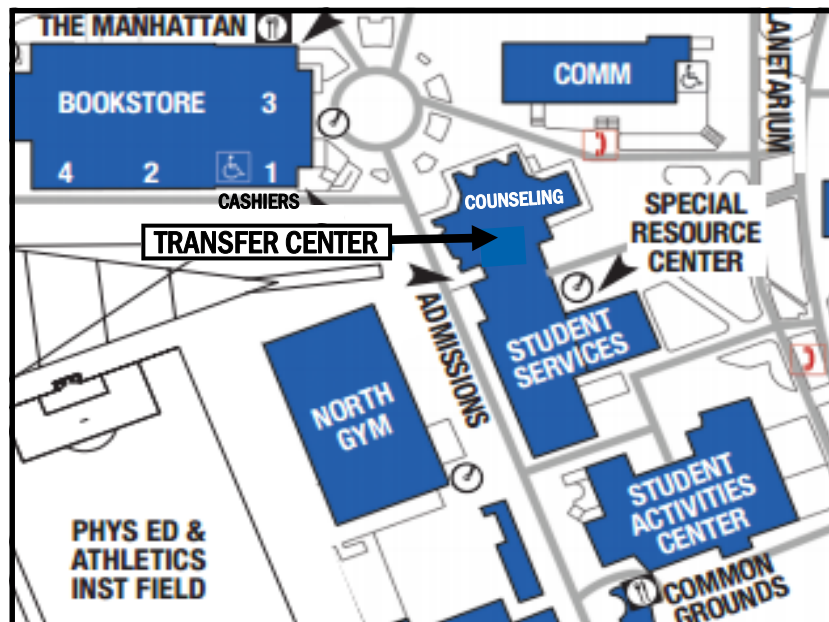 THE MANHATTAN
BOOKSTORE
3
4
2
1
CASHIERS
COMM
LANETARIUM
COUNSELING
TRANSFER CENTER
SPECIAL
RESOURCE
CENTER
ADMISSIONS
STUDENT
SERVICES
NORTH
GYM
STUDENT
ACTIVITIES
CENTER
PHYS ED &
ATHLETICS
INST FIELD
COMMON
GROUNDS